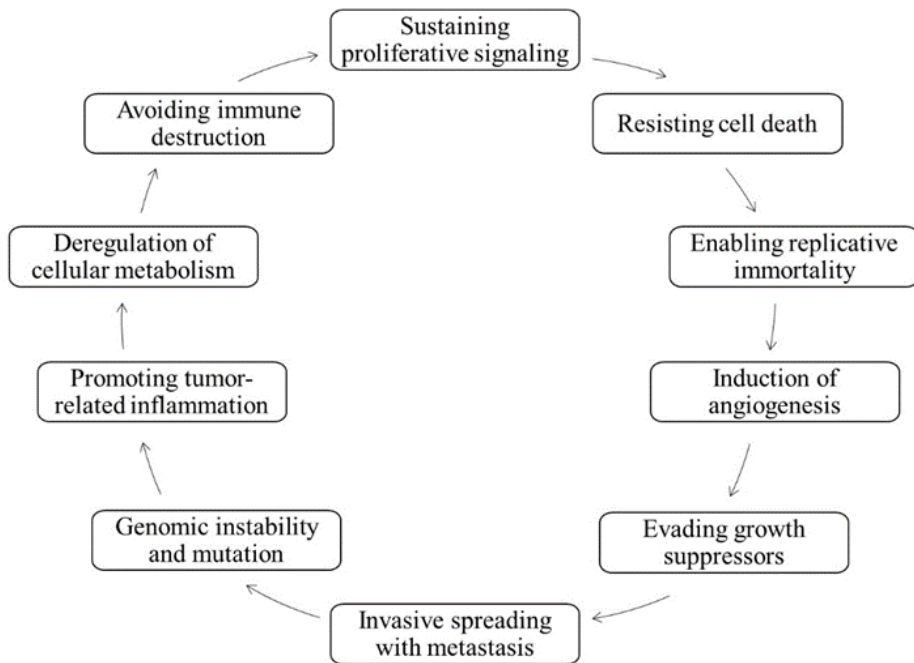 Sustaining
proliferative signaling
Resisting cell death
Enabling replicative
immortality
Induction of
angiogenesis
Evading growth
suppressors
Invasive spreading
with metastasis
Genomic instability
and mutation
Promoting tumor-
related inflammation
Deregulation of
cellular metabolism
Avoiding immune
destruction